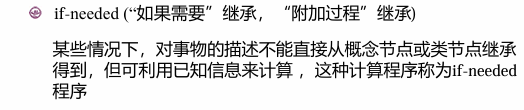 if-needed (“如果需要”继承，“附加过程”继承)
某些情况下，对事物的描述不能直接从概念节点或类节点继承
得到，但可利用已知信息来计算，这种计算程序称为if-needed
程序